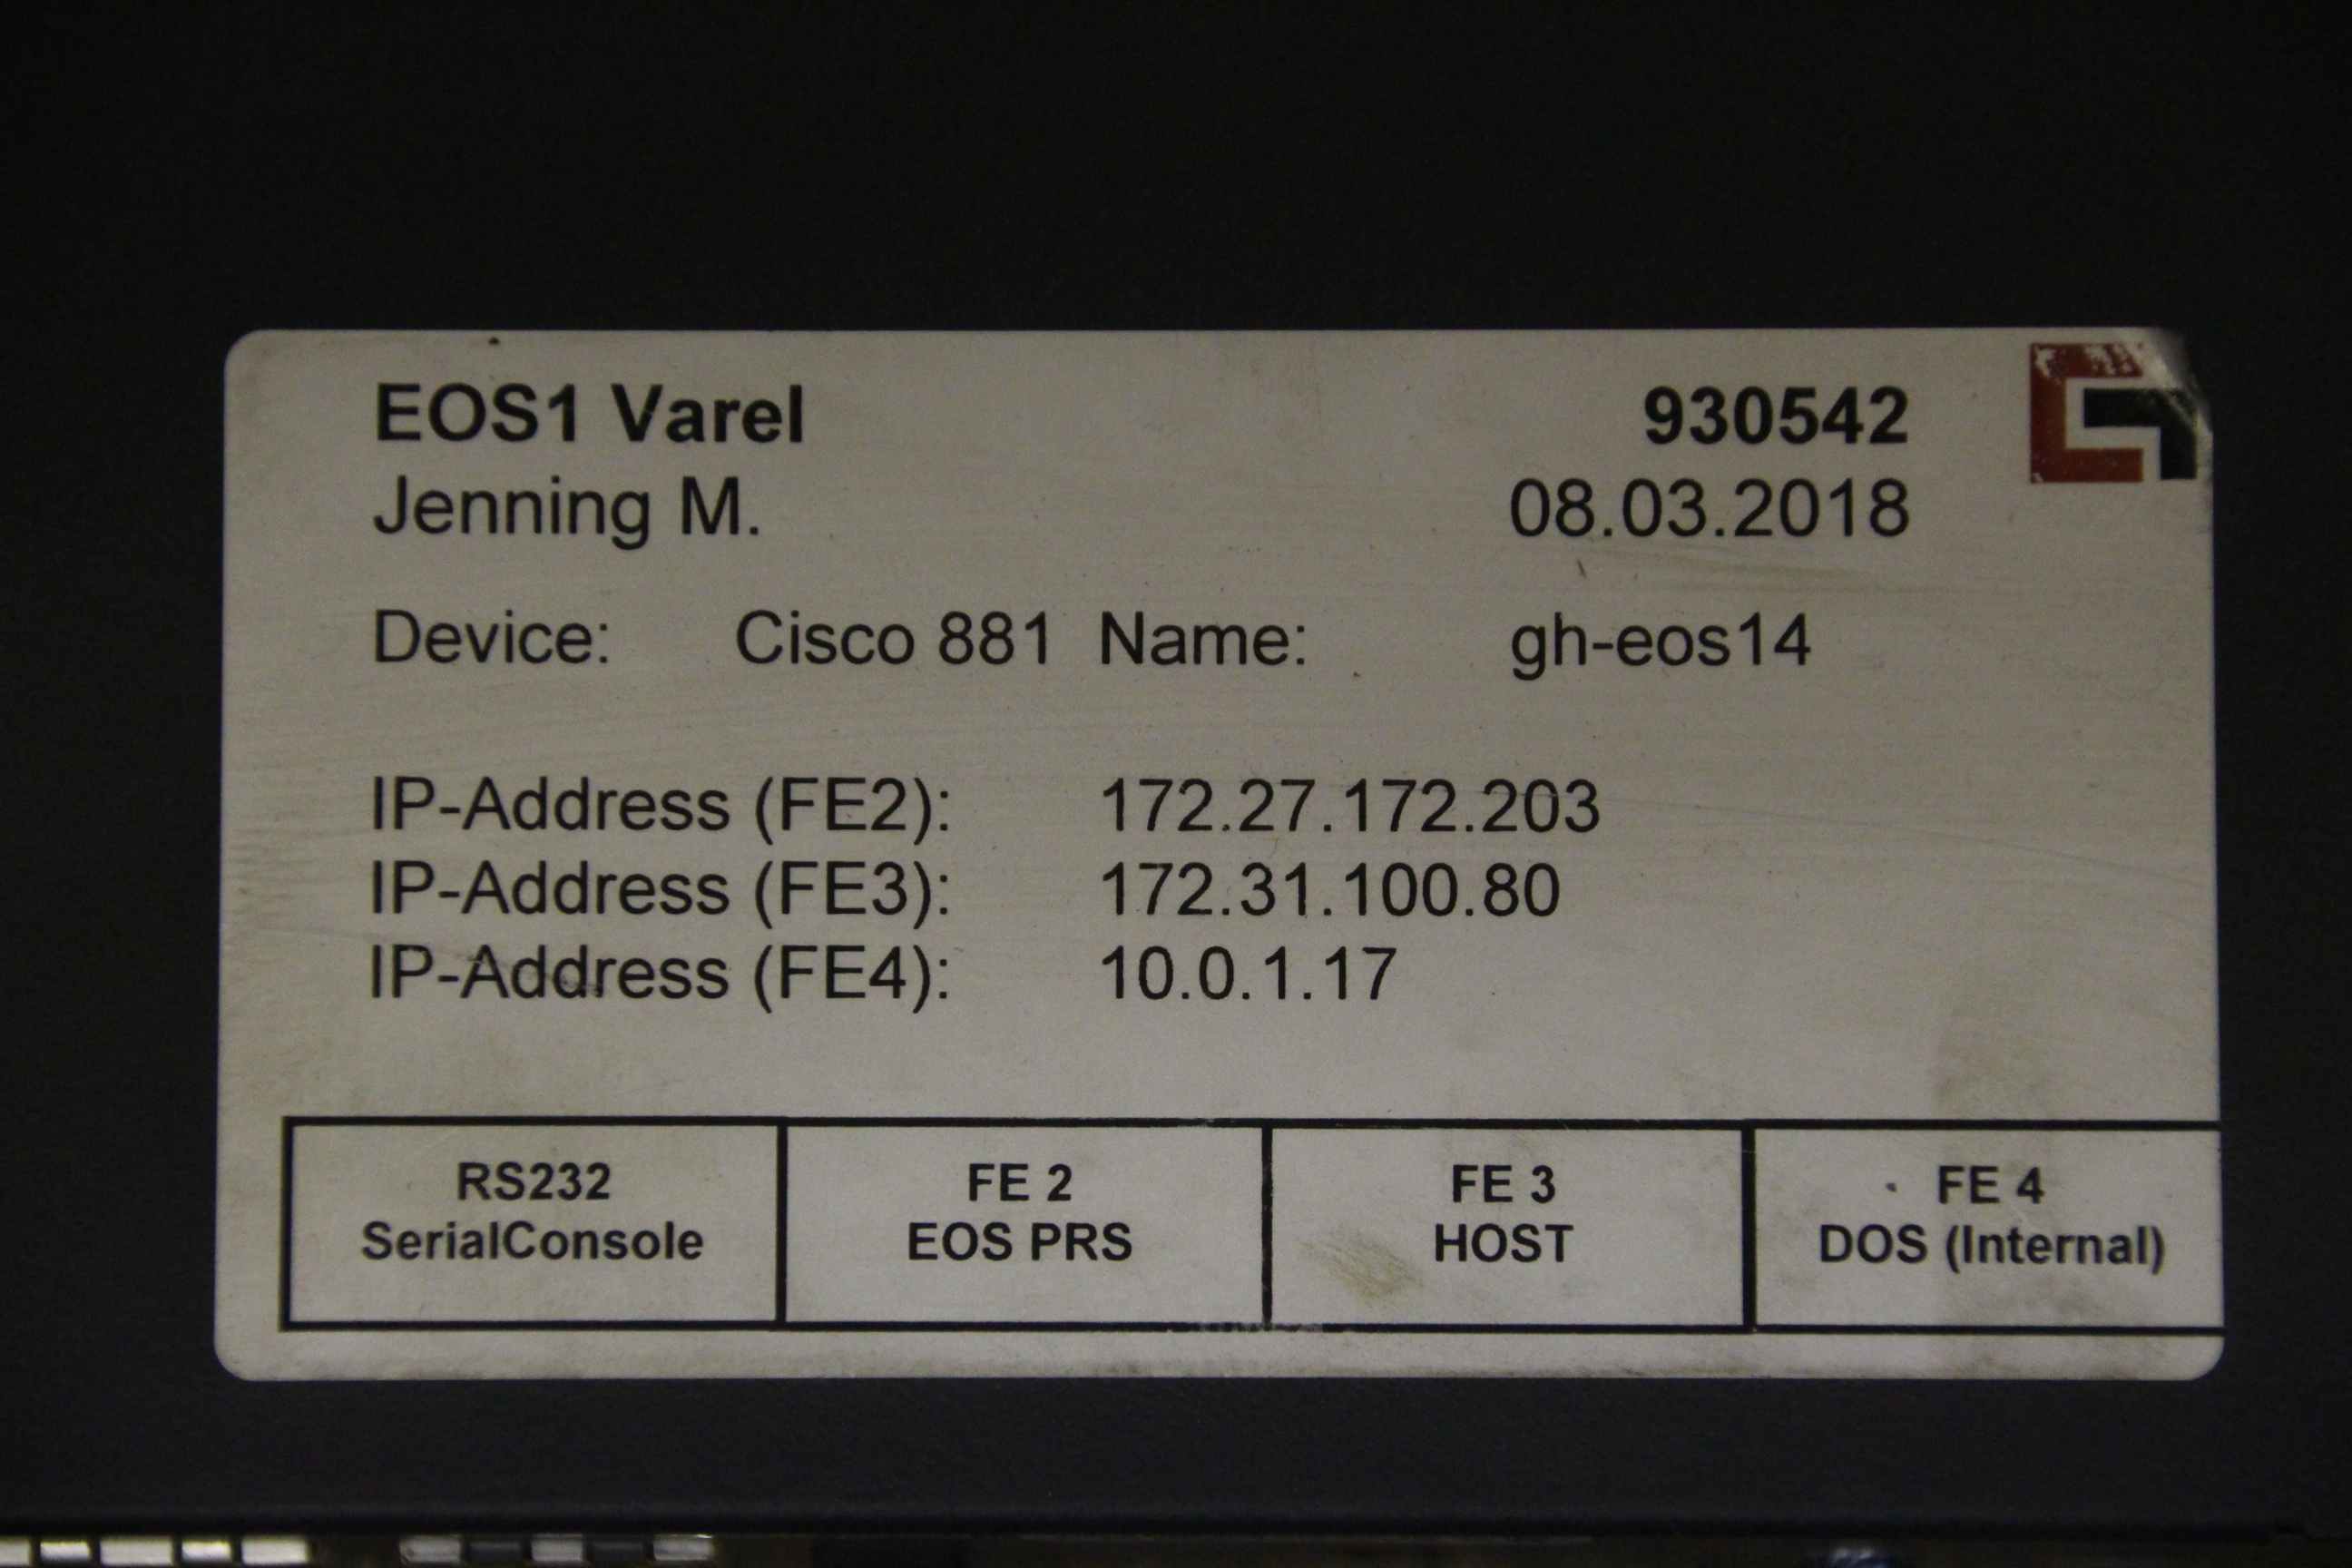 EOS1 Varel 930542
Jenning M. 08.03.2018
Device: Cisco 881 Name: gh-eos14
IP-Address (FE2): 172.27.172.203
IP-Address (FE3): 172.31.100.80
IP-Address (FE4): 10.0.1.17
RS232 FE 2 FE 3 FE 4
SerialConsole EOS PRS HOST DOS (Internal)